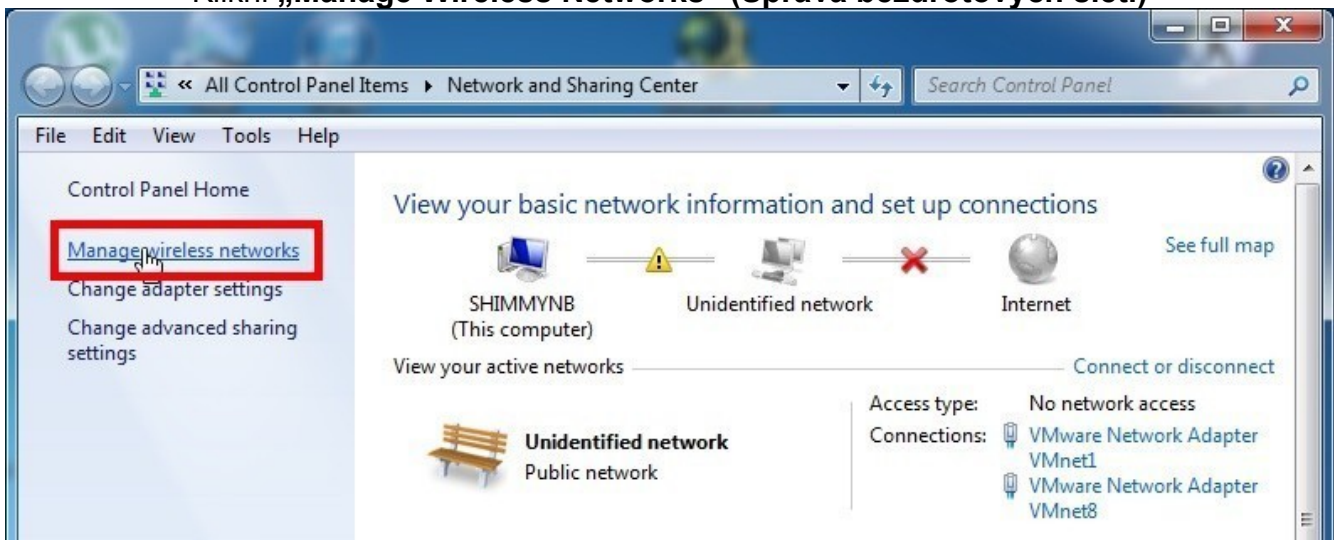 Klikni „Manage Wireless Networks“ (Správa bezdrôtových sietí)
« All Control Panel Items ▸ Network and Sharing Center
Search Control Panel
File Edit View Tools Help
Control Panel Home
Manage wireless networks
Change adapter settings
Change advanced sharing
settings
View your basic network information and set up connections
See full map
SHIMMYNB
(This computer)
Unidentified network
Internet
View your active networks
Connect or disconnect
Unidentified network
Public network
Access type: No network access
Connections: VMware Network Adapter
VMnet1
VMware Network Adapter
VMnet8